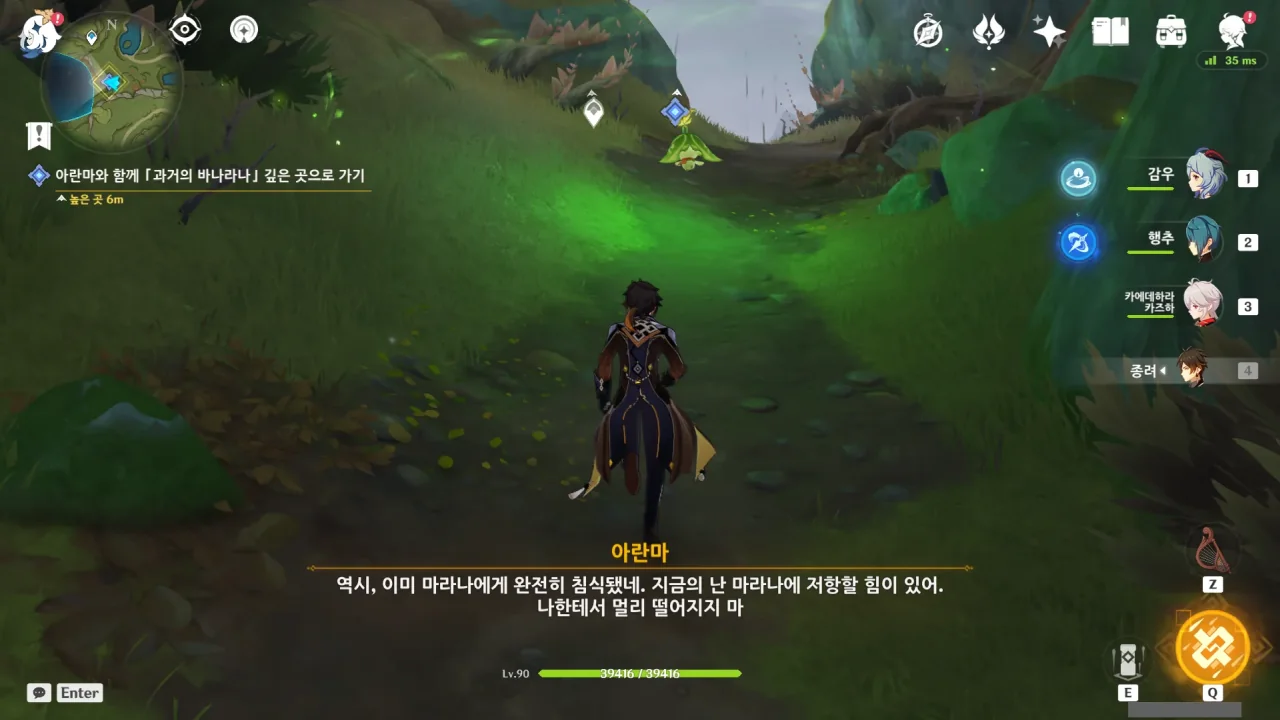 N
35 ms
아란마와 함께 「과거의 바나라나」 깊은 곳으로 가기
높은 곳 6m
감우
1
행추
2
카에데하라
카즈하
3
종려
4
아란마
역시, 이미 마라나에게 완전히 침식됐네. 지금의 난 마라나에 저항할 힘이 있어.
나한테서 멀리 떨어지지 마
Z
Lv.90
39416 / 39416
Enter
E
Q